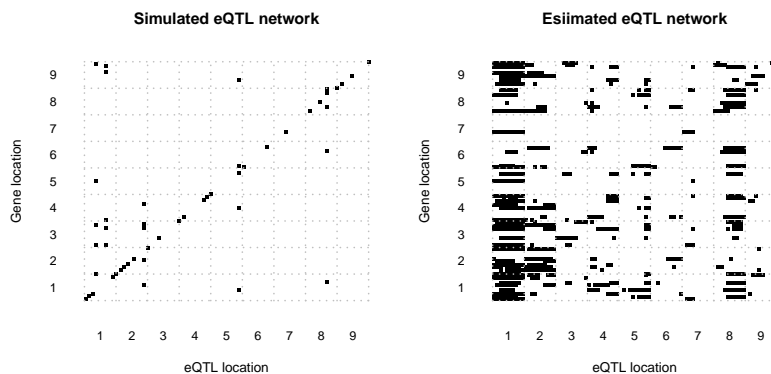 Simulated eQTL network
Gene location
9
8
7
6
5
4
3
2
1
1 2 3 4 5 6 7 8 9
eQTL location
Esiimated eQTL network
Gene location
9
8
7
6
5
4
3
2
1
1 2 3 4 5 6 7 8 9
eQTL location